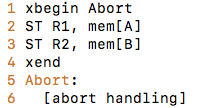 1 xbegin Abort
2 ST R1, mem[A]
3 ST R2, mem[B]
4 xend
5 Abort:
6 [abort handling]